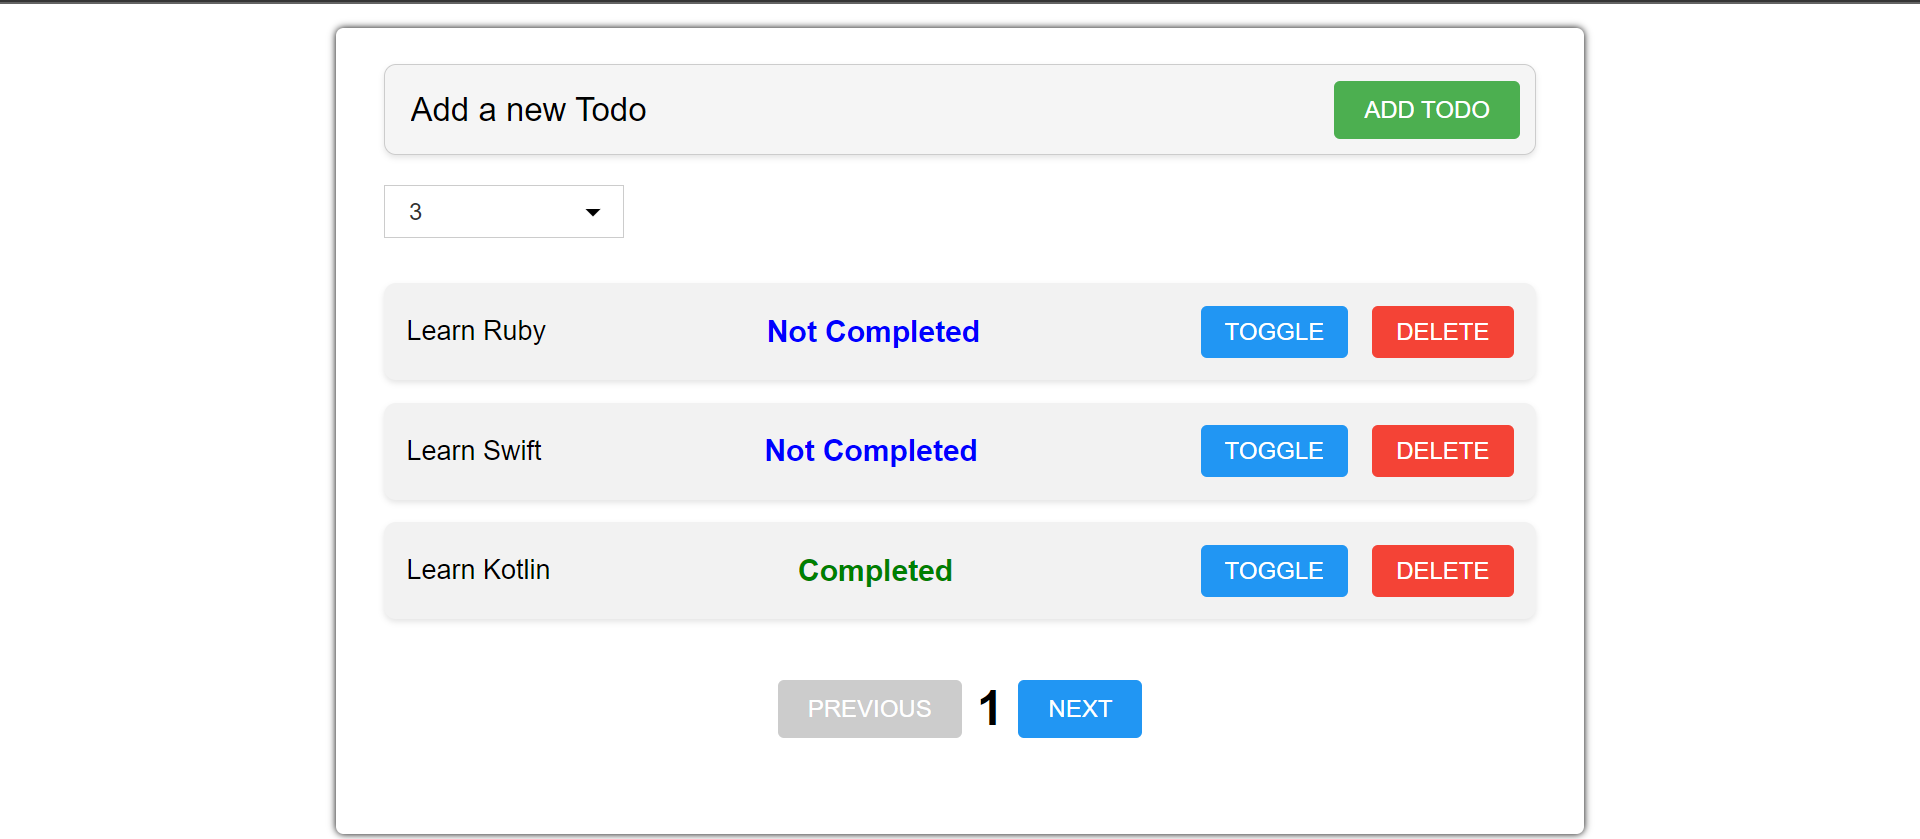 Add a new Todo ADD TODO
3
Learn Ruby Not Completed TOGGLE DELETE
Learn Swift Not Completed TOGGLE DELETE
Learn Kotlin Completed TOGGLE DELETE
PREVIOUS 1 NEXT